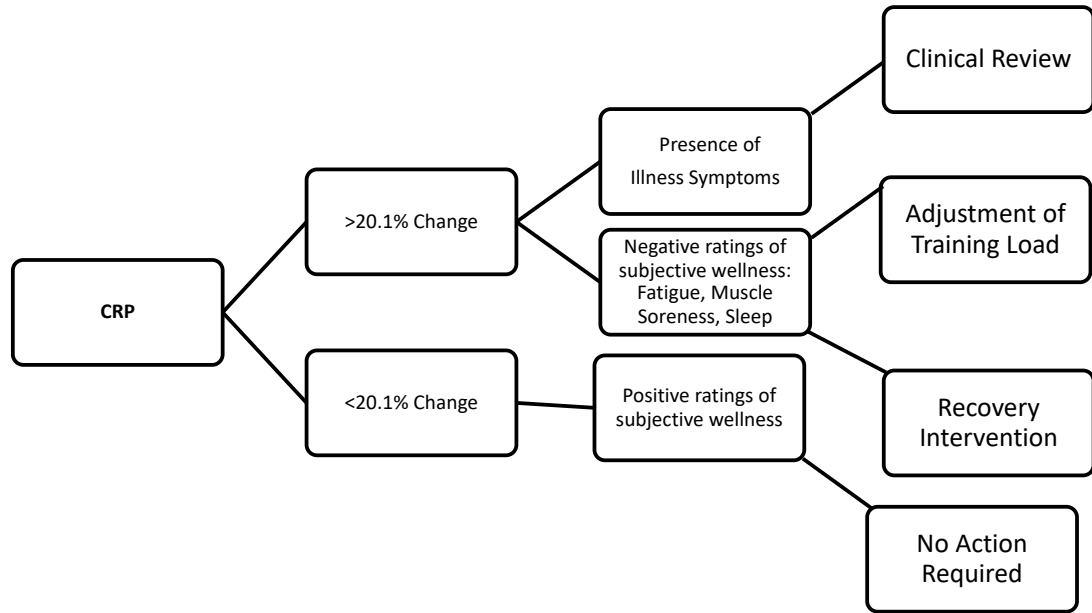 CRP
>20.1% Change
<20.1% Change
Presence of
Illness Symptoms
Negative ratings of
subjective wellness:
Fatigue, Muscle
Soreness, Sleep
Positive ratings of
subjective wellness
Clinical Review
Adjustment of
Training Load
Recovery
Intervention
No Action
Required